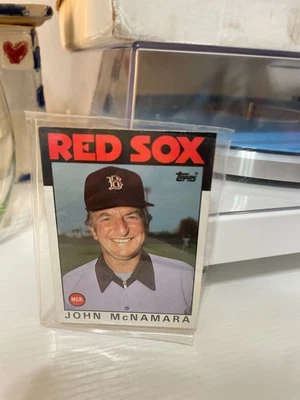 RED SOX
Topps
B
MGR
JOHN McNAMARA